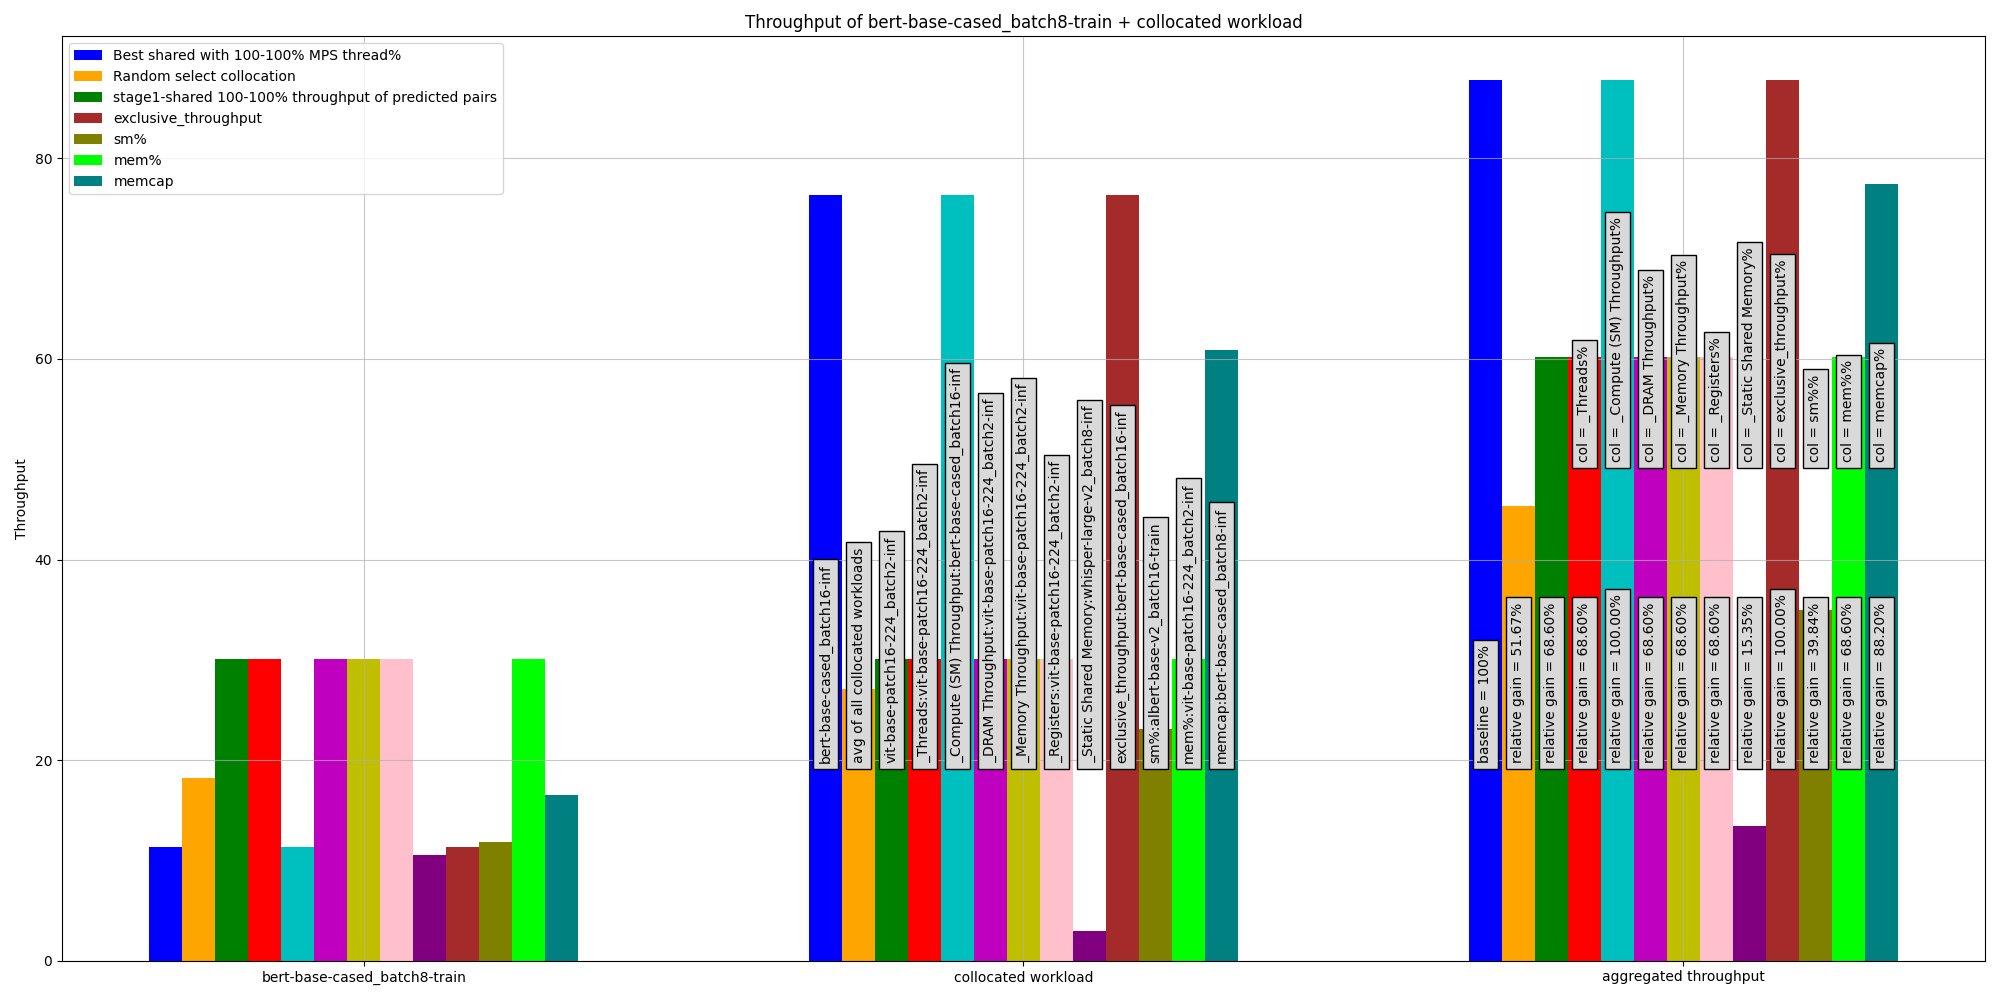 Throughput of bert-base-cased_batch8-train + collocated workload
Best shared with 100-100% MPS thread%
Random select collocation
stage1-shared 100-100% throughput of predicted pairs
exclusive_throughput
sm%
mem%
memcap
Throughput
80
60
40
20
0
bert-base-cased_batch16-inf
avg of all collocated workloads
vit-base-patch16-224_batch2-inf
_Threads:vit-base-patch16-224_batch2-inf
_Compute (SM) Throughput:bert-base-cased_batch16-inf
_DRAM Throughput:vit-base-patch16-224_batch2-inf
_Memory Throughput:vit-base-patch16-224_batch2-inf
_Registers:vit-base-patch16-224_batch2-inf
_Static Shared Memory:whisper-large-v2_batch8-inf
exclusive_throughput:bert-base-cased_batch16-inf
sm%:albert-base-v2_batch16-train
mem%:vit-base-patch16-224_batch2-inf
memcap:bert-base-cased_batch8-inf
col = _Threads%
col = _Compute (SM) Throughput%
col = _DRAM Throughput%
col = _Memory Throughput%
col = _Registers%
col = _Static Shared Memory%
col = exclusive_throughput%
col = sm%%
col = mem%%
col = memcap%
baseline = 100%
relative gain = 51.67%
relative gain = 68.60%
relative gain = 68.60%
relative gain = 100.00%
relative gain = 68.60%
relative gain = 68.60%
relative gain = 68.60%
relative gain = 15.35%
relative gain = 100.00%
relative gain = 39.84%
relative gain = 68.60%
relative gain = 88.20%
bert-base-cased_batch8-train
collocated workload
aggregated throughput